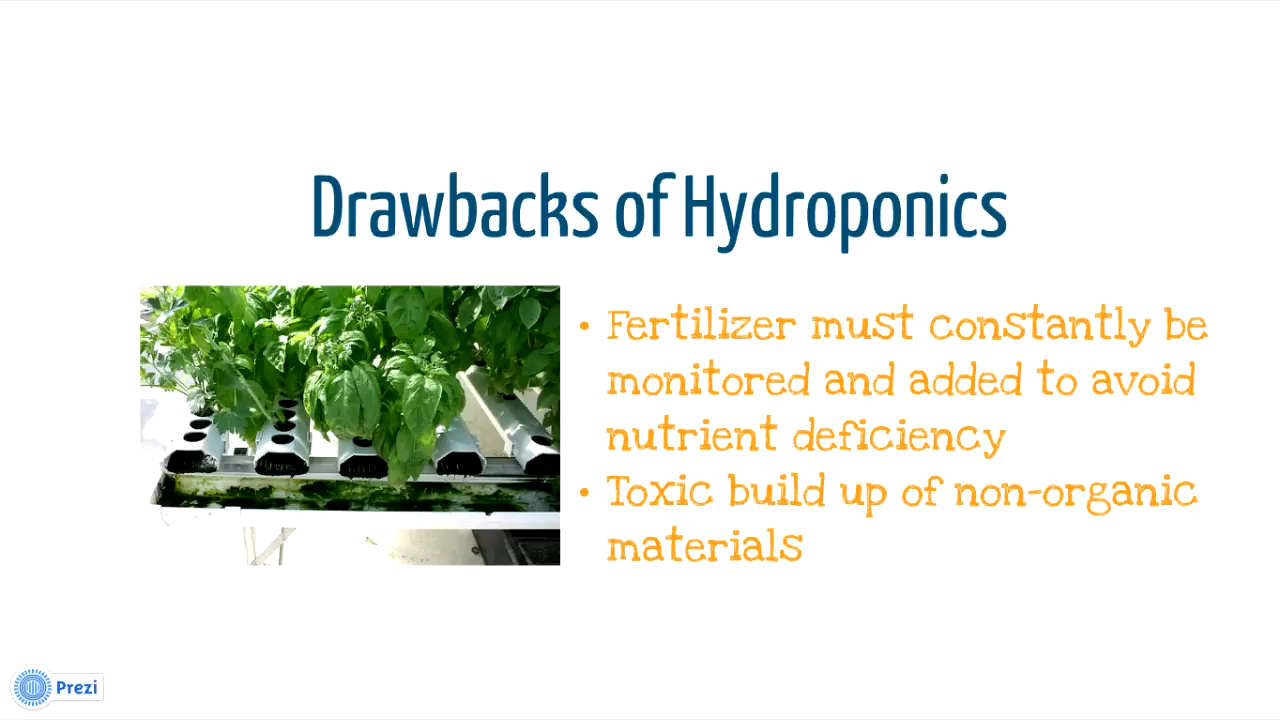 Drawbacks of Hydroponics
• Fertilizer must constantly be
monitored and added to avoid
nutrient deficiency
• Toxic build up of non-organic
materials
Prezi